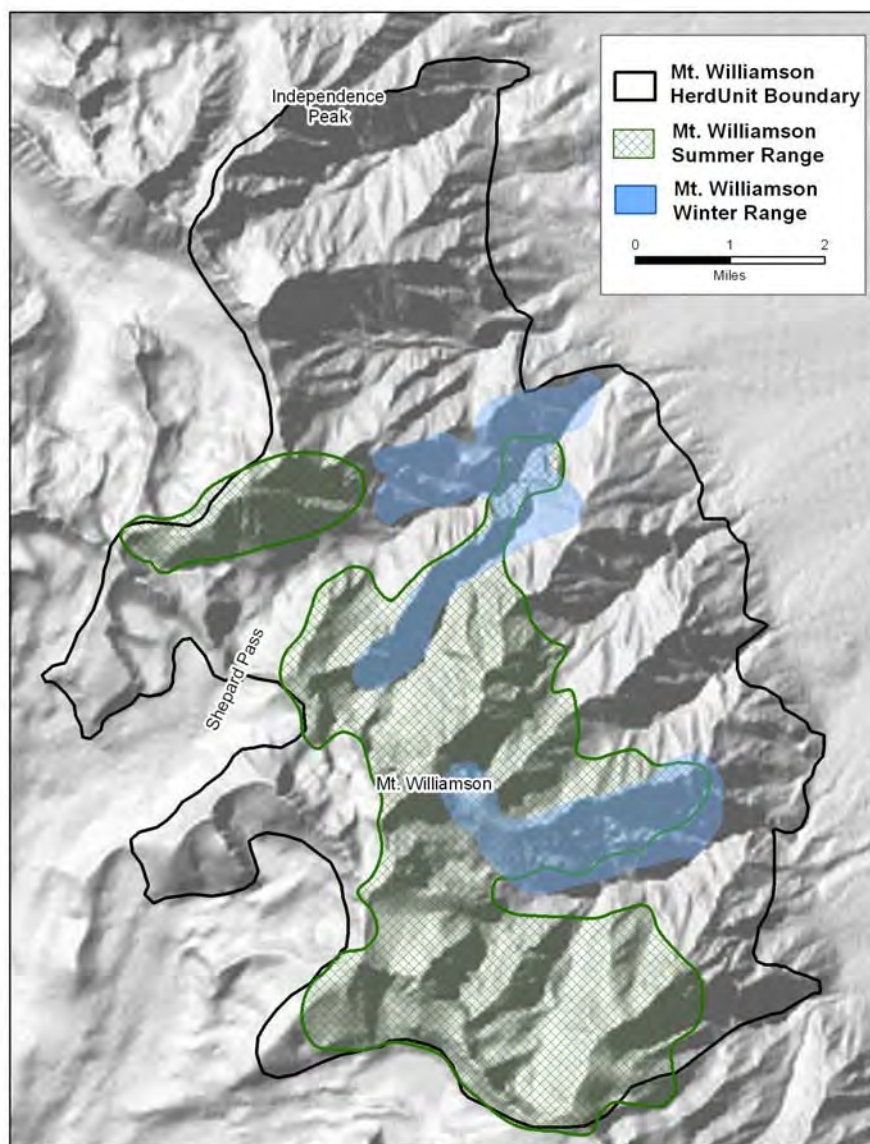 Independence
Peak
Mt. Williamson
HerdUnit Boundary
Mt. Williamson
Summer Range
Mt. Williamson
Winter Range
0 1 2
Miles
Shepard Pass
Mt. Williamson